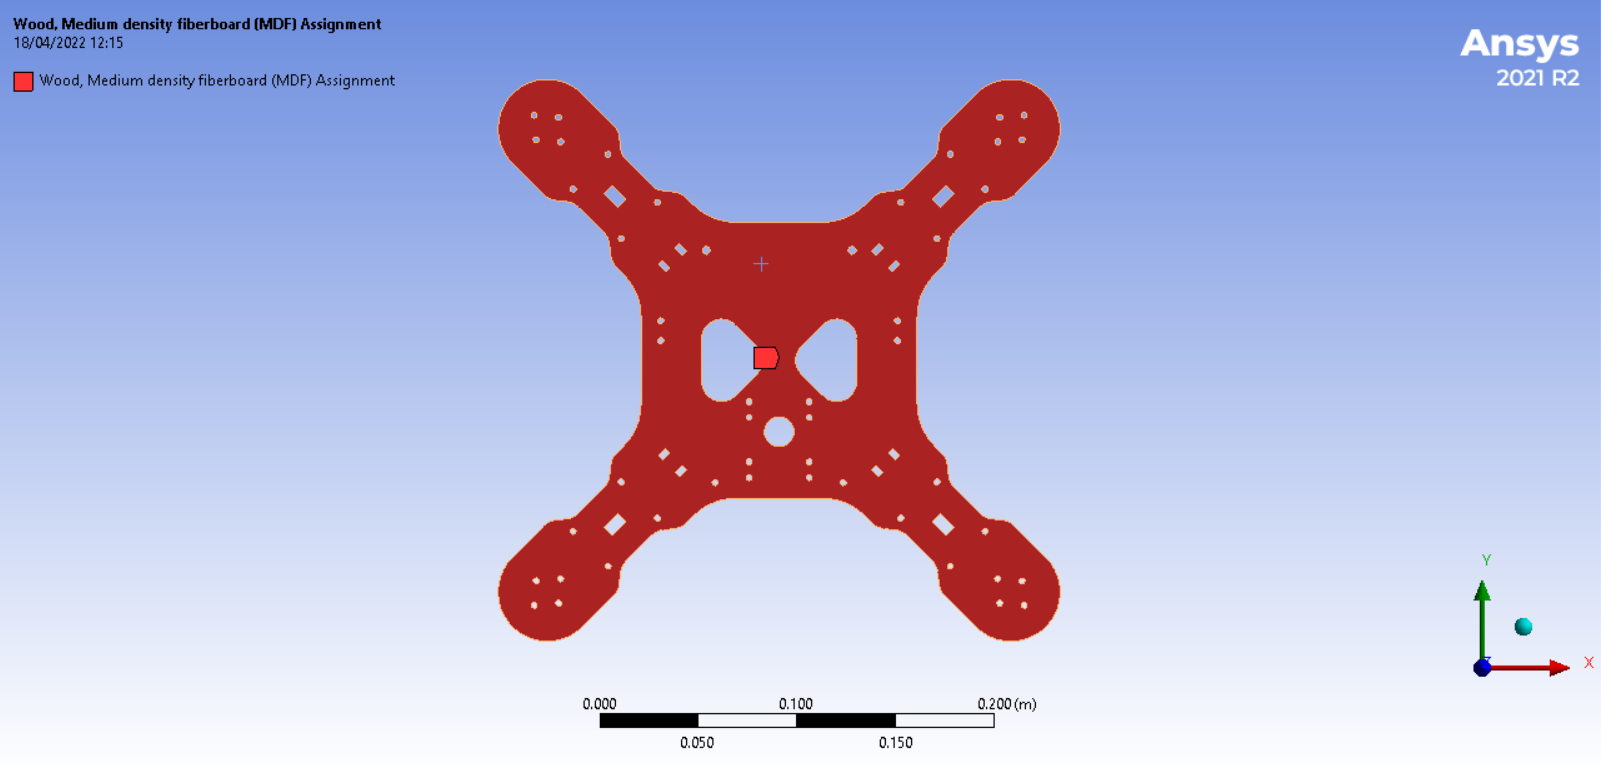 Wood, Medium density fiberboard (MDF) Assignment
18/04/2022 12:15
Wood, Medium density fiberboard (MDF) Assignment
Ansys
2021 R2
Y
Z
X
0.000 0.100 0.200 (m)
0.050 0.150